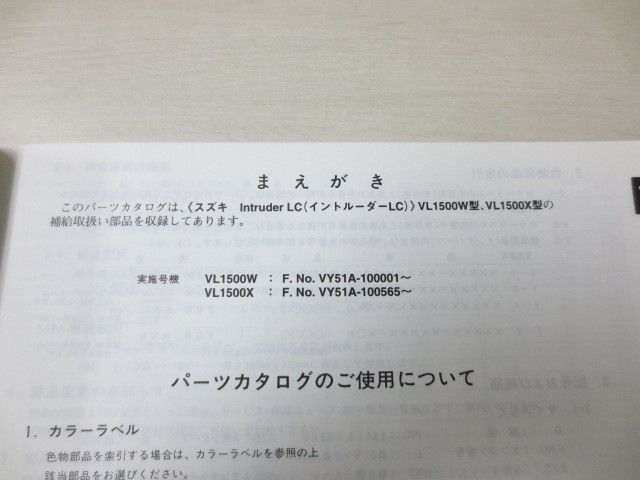 まえがき
このパーツカタログは、《スズキ Intruder LC(イントルーダーLC)》VL1500W型、VL1500X型の
補給取扱い部品を収録してあります。
実施号機 VL1500W : F. No. VY51A-100001～
VL1500X : F. No. VY51A-100565～
パーツカタログのご使用について
1. カラーラベル
色物部品を索引する場合は、カラーラベルを参照の上
該当部品をお選びください。